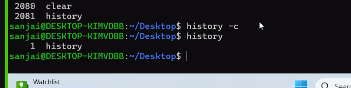 2080 clear
2081 history
sanjai@DESKTOP-KIMVDBB:~/Desktop$ history -c
sanjai@DESKTOP-KIMVDBB:~/Desktop$ history
1 history
sanjai@DESKTOP-KIMVDBB:~/Desktop$
Watchlist
Sear